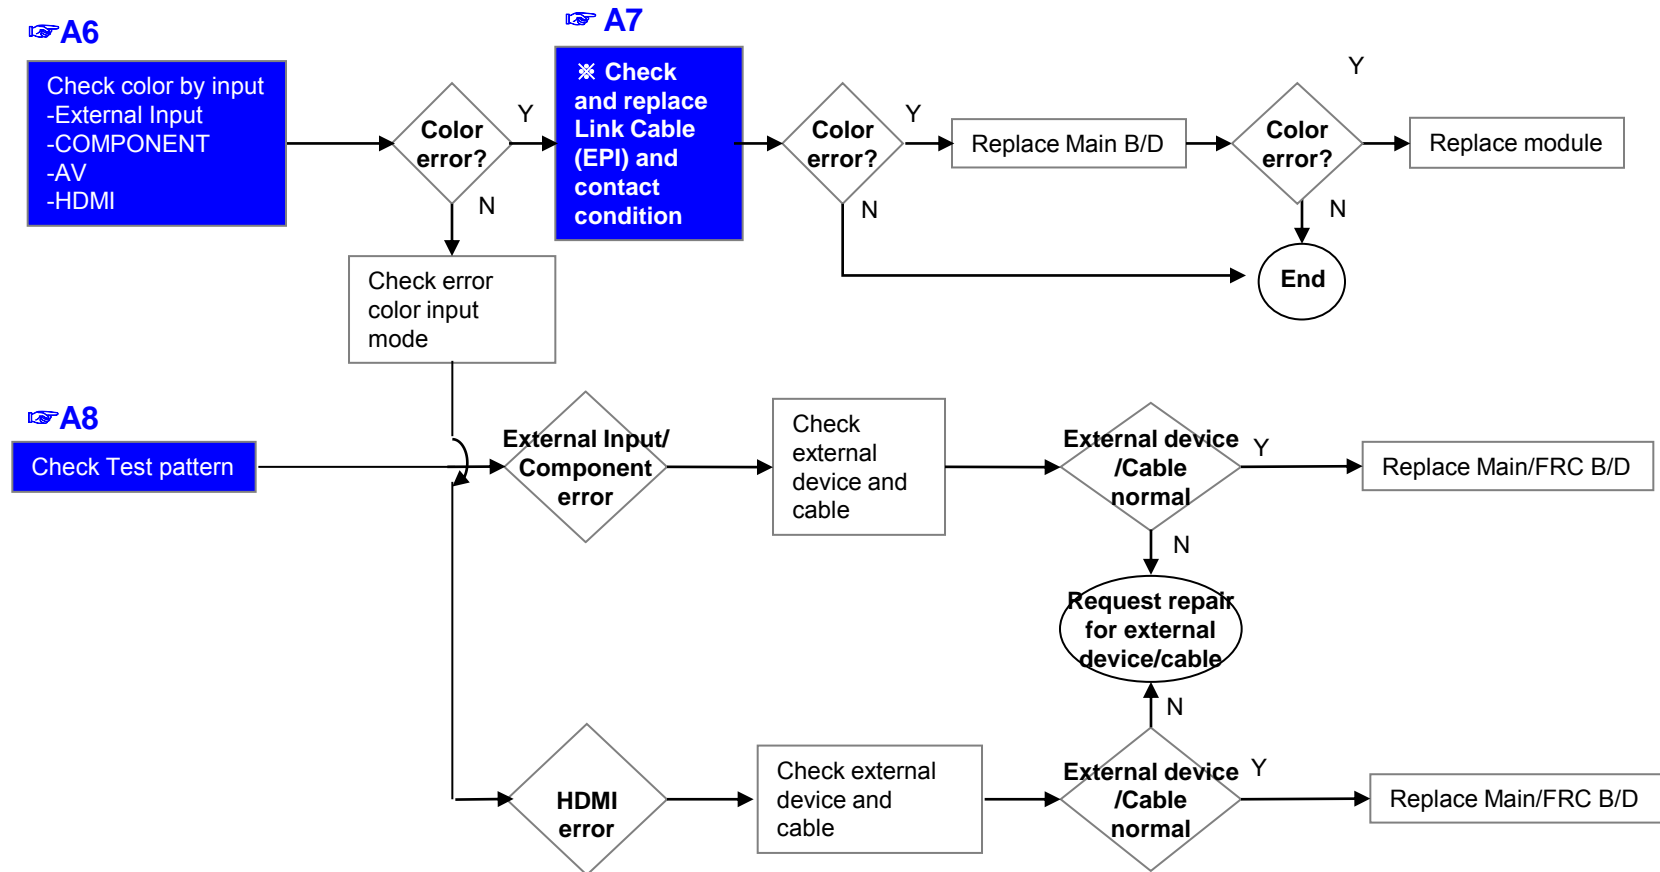 ☞A6
Check color by input
-External Input
-COMPONENT
-AV
-HDMI
Color
error?
Y
N
☞ A7
※ Check
and replace
Link Cable
(EPI) and
contact
condition
Color
error?
Y
N
Replace Main B/D
Color
error?
Y
N
Replace module
End
Check error
color input
mode
☞A8
Check Test pattern
External Input/
Component
error
Check
external
device and
cable
External device
/Cable
normal
Y
N
Replace Main/FRC B/D
Request repair
for external
device/cable
HDMI
error
Check external
device and
cable
N
External device
/Cable
normal
Y
Replace Main/FRC B/D